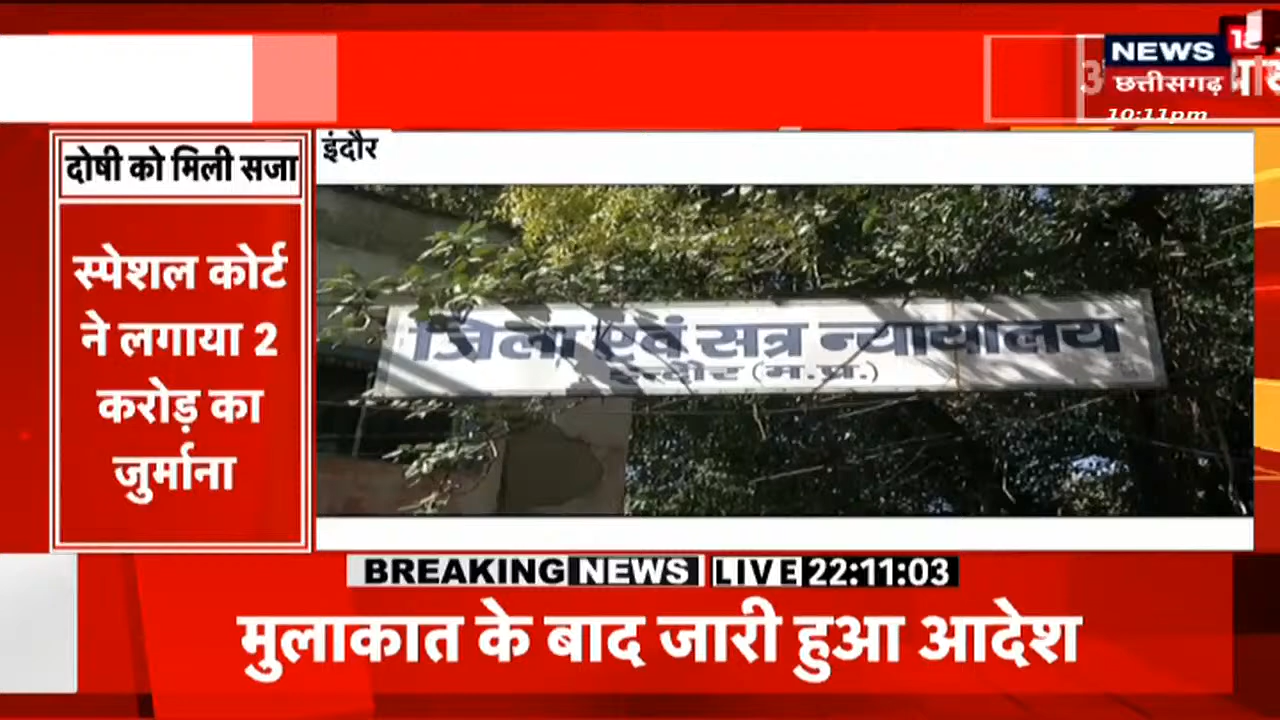 NEWS 18
छत्तीसगढ़
10:11pm
दोषी को मिली सजा
इंदौर
स्पेशल कोर्ट
ने लगाया 2
करोड़ का
जुर्माना
जिला एवं सत्र न्यायालय
इन्दौर (म.प्र.)
BREAKING NEWS LIVE 22:11:03
मुलाकात के बाद जारी हुआ आदेश